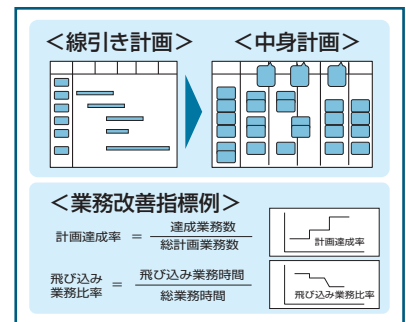 <線引き計画>
<中身計画>
<業務改善指標例>
計画達成率 = 達成業務数 / 総計画業務数
計画達成率
飛び込み業務比率 = 飛び込み業務時間 / 総業務時間
飛び込み業務比率